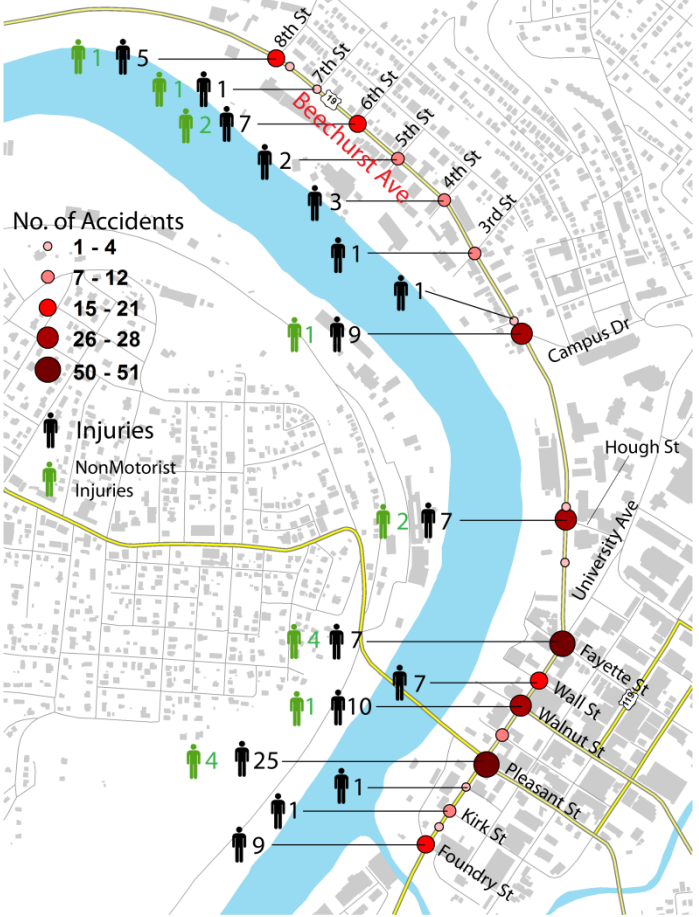 8th St
1
5
7th St
1
1
19
6th St
Beechurst Ave
2
7
5th St
2
4th St
No. of Accidents
3
3rd St
1 - 4
1
7 - 12
1
15 - 21
1
9
Campus Dr
26 - 28
50 - 51
Injuries
Hough St
NonMotorist
Injuries
2
7
University Ave
4
7
Fayette St
7
Wall St
119
1
10
Walnut St
4
25
Pleasant St
1
1
Kirk St
9
Foundry St